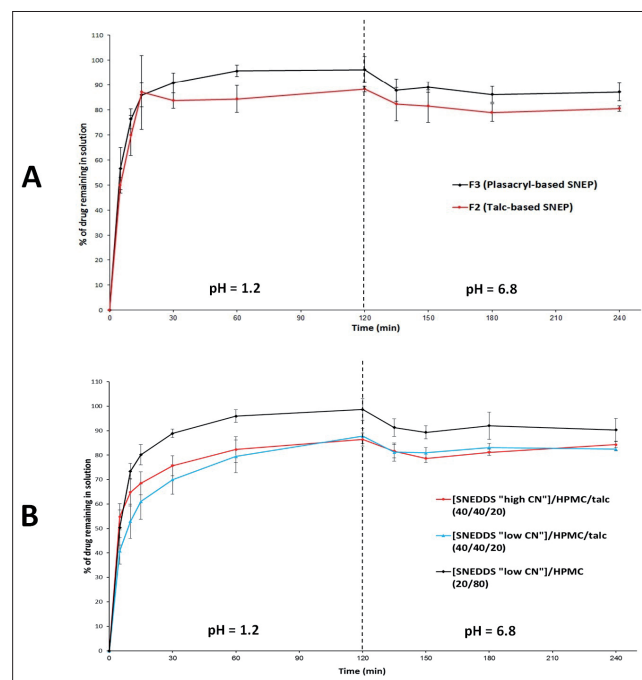 A
% of drug remaining in solution
110
100
90
80
70
60
50
40
30
20
10
0
F3 (Plasacryl-based SNEP)
F2 (Talc-based SNEP)
pH = 1.2
pH = 6.8
0 30 60 90 120 150 180 210 240
Time (min)
B
% of drug remaining in solution
110
100
90
80
70
60
50
40
30
20
10
0
[SNEDDS "high CN"]/HPMC/talc
(40/40/20)
[SNEDDS "low CN"]/HPMC/talc
(40/40/20)
[SNEDDS "low CN"]/HPMC
(20/80)
pH = 1.2
pH = 6.8
0 30 60 90 120 150 180 210 240
Time (min)